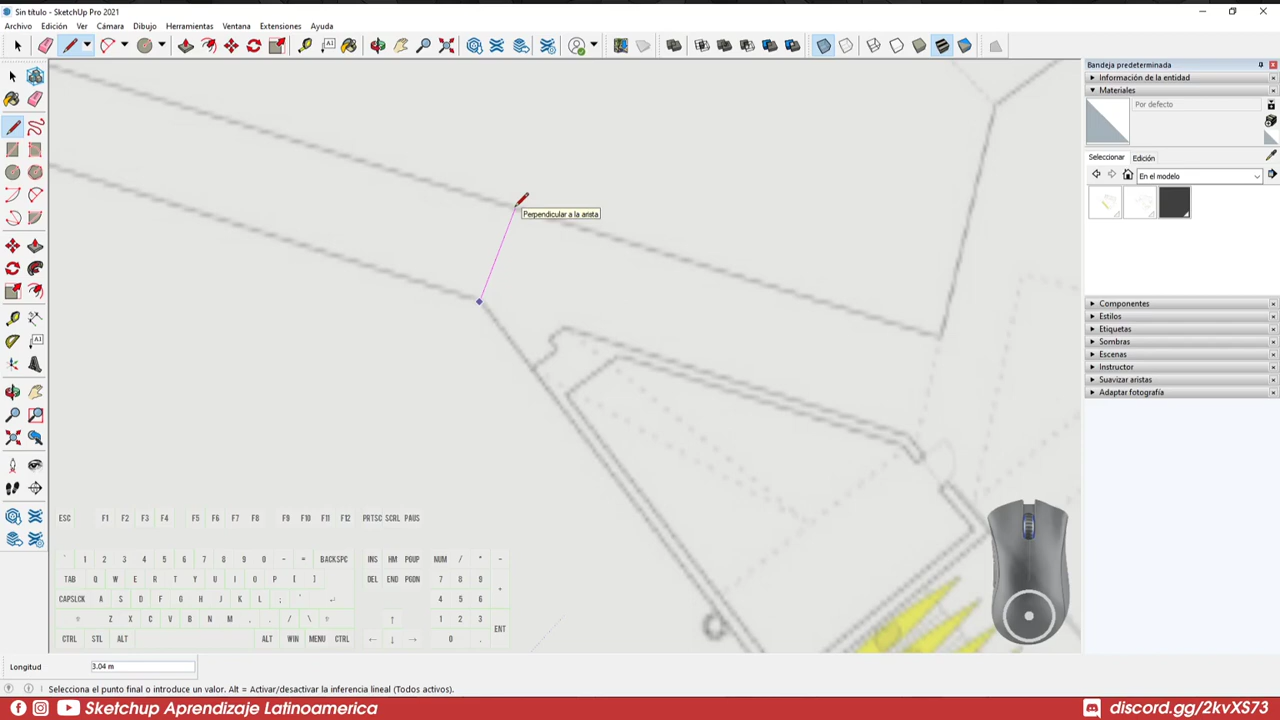 Sin título - SketchUp Pro 2021
Archivo Edición Ver Cámara Dibujo Herramientas Ventana Extensiones Ayuda
Bandeja predeterminada
Información de la entidad
Materiales
Por defecto
Seleccionar Edición
En el modelo
Perpendicular a la arista
Componentes
Estilos
Etiquetas
Sombras
Escenas
Instructor
Suavizar aristas
Adaptar fotografía
ESC F1 F2 F3 F4 F5 F6 F7 F8 F9 F10 F11 F12 PRTSC SCRL PAUS
` 1 2 3 4 5 6 7 8 9 0 - = BACKSPC INS HM PGUP NUM / * -
TAB Q W E R T Y U I O P [ ] DEL END PGDN 7 8 9 +
CAPSLCK A S D F G H J K L ; ' ↵ 4 5 6
⇧ Z X C V B N M , . / \ ⇧ ↑ 1 2 3 ENT
CTRL STL ALT ALT WIN MENU CTRL ← ↓ → 0 .
Longitud 3.04 m
Selecciona el punto final o introduce un valor. Alt = Activar/desactivar la inferencia lineal (Todos activos).
Sketchup Aprendizaje Latinoamerica discord.gg/2kvXS73